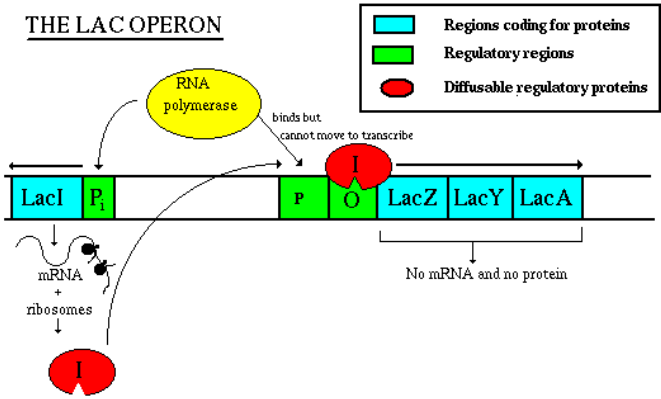 THE LAC OPERON
Regions coding for proteins
Regulatory regions
Diffusable regulatory proteins
RNA
polymerase
binds but
cannot move to transcribe
I
LacI
Pi
P
O
LacZ
LacY
LacA
mRNA
+
ribosomes
No mRNA and no protein
I